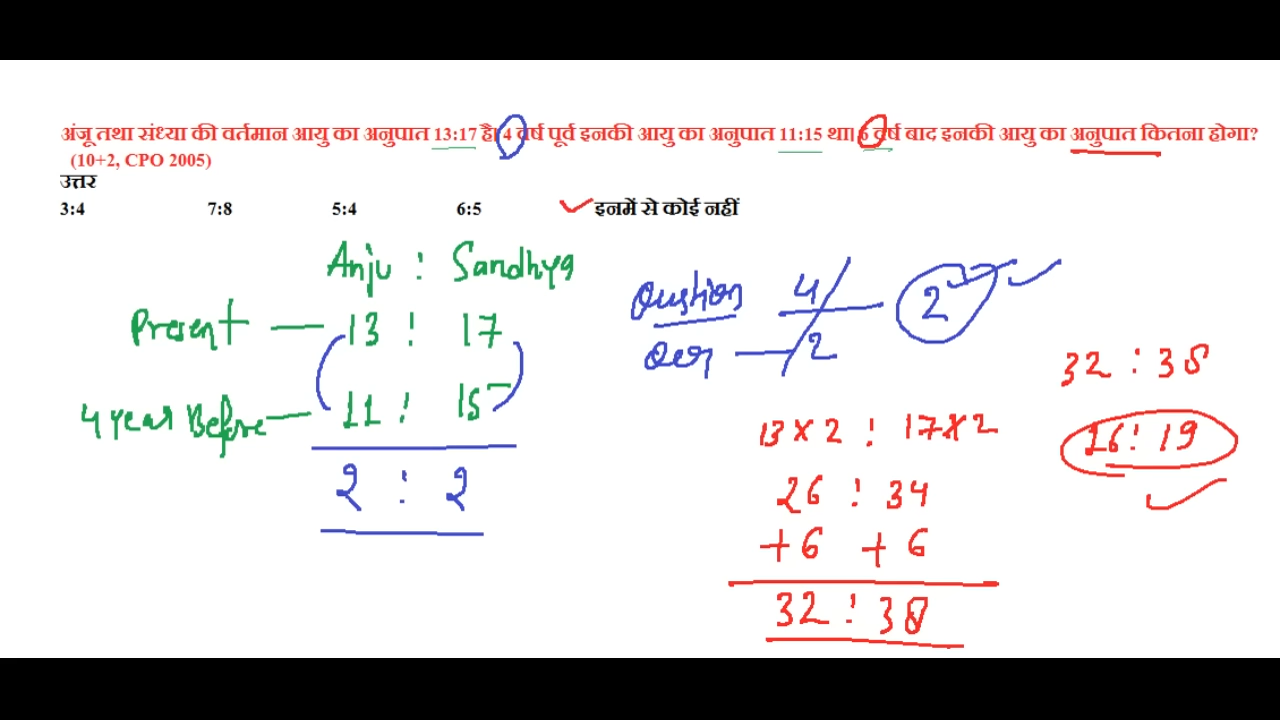 अंजू तथा संध्या की वर्तमान आयु का अनुपात 13:17 है। 4 वर्ष पूर्व इनकी आयु का अनुपात 11:15 था। 6 वर्ष बाद इनकी आयु का अनुपात कितना होगा?
(10+2, CPO 2005)
उत्तर
3:4 7:8 5:4 6:5 इनमें से कोई नहीं
Anju : Sandhya
Present — 13 : 17
4 year Before — 11 : 15
2 : 2
Qustion 4
2
2
13 × 2 : 17 × 2
26 : 34
+6 +6
32 : 38
32 : 38
16 : 19